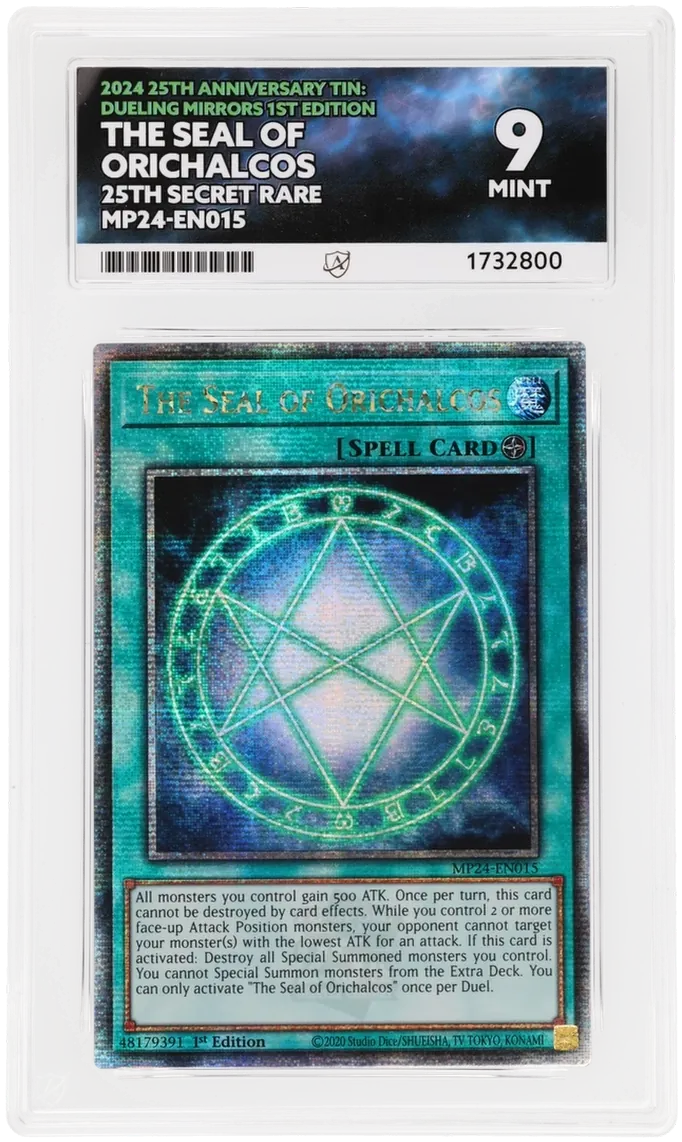 2024 25TH ANNIVERSARY TIN:
DUELING MIRRORS 1ST EDITION
THE SEAL OF
ORICHALCOS
25TH SECRET RARE
MP24-EN015
9
MINT
1732800
THE SEAL OF ORICHALCOS
[SPELL CARD]
MP24-EN015
All monsters you control gain 500 ATK. Once per turn, this card
cannot be destroyed by card effects. While you control 2 or more
face-up Attack Position monsters, your opponent cannot target
your monster(s) with the lowest ATK for an attack. If this card is
activated: Destroy all Special Summoned monsters you control.
You cannot Special Summon monsters from the Extra Deck. You
can only activate "The Seal of Orichalcos" once per Duel.
48179391 1st Edition ©2020 Studio Dice/SHUEISHA, TV TOKYO, KONAMI